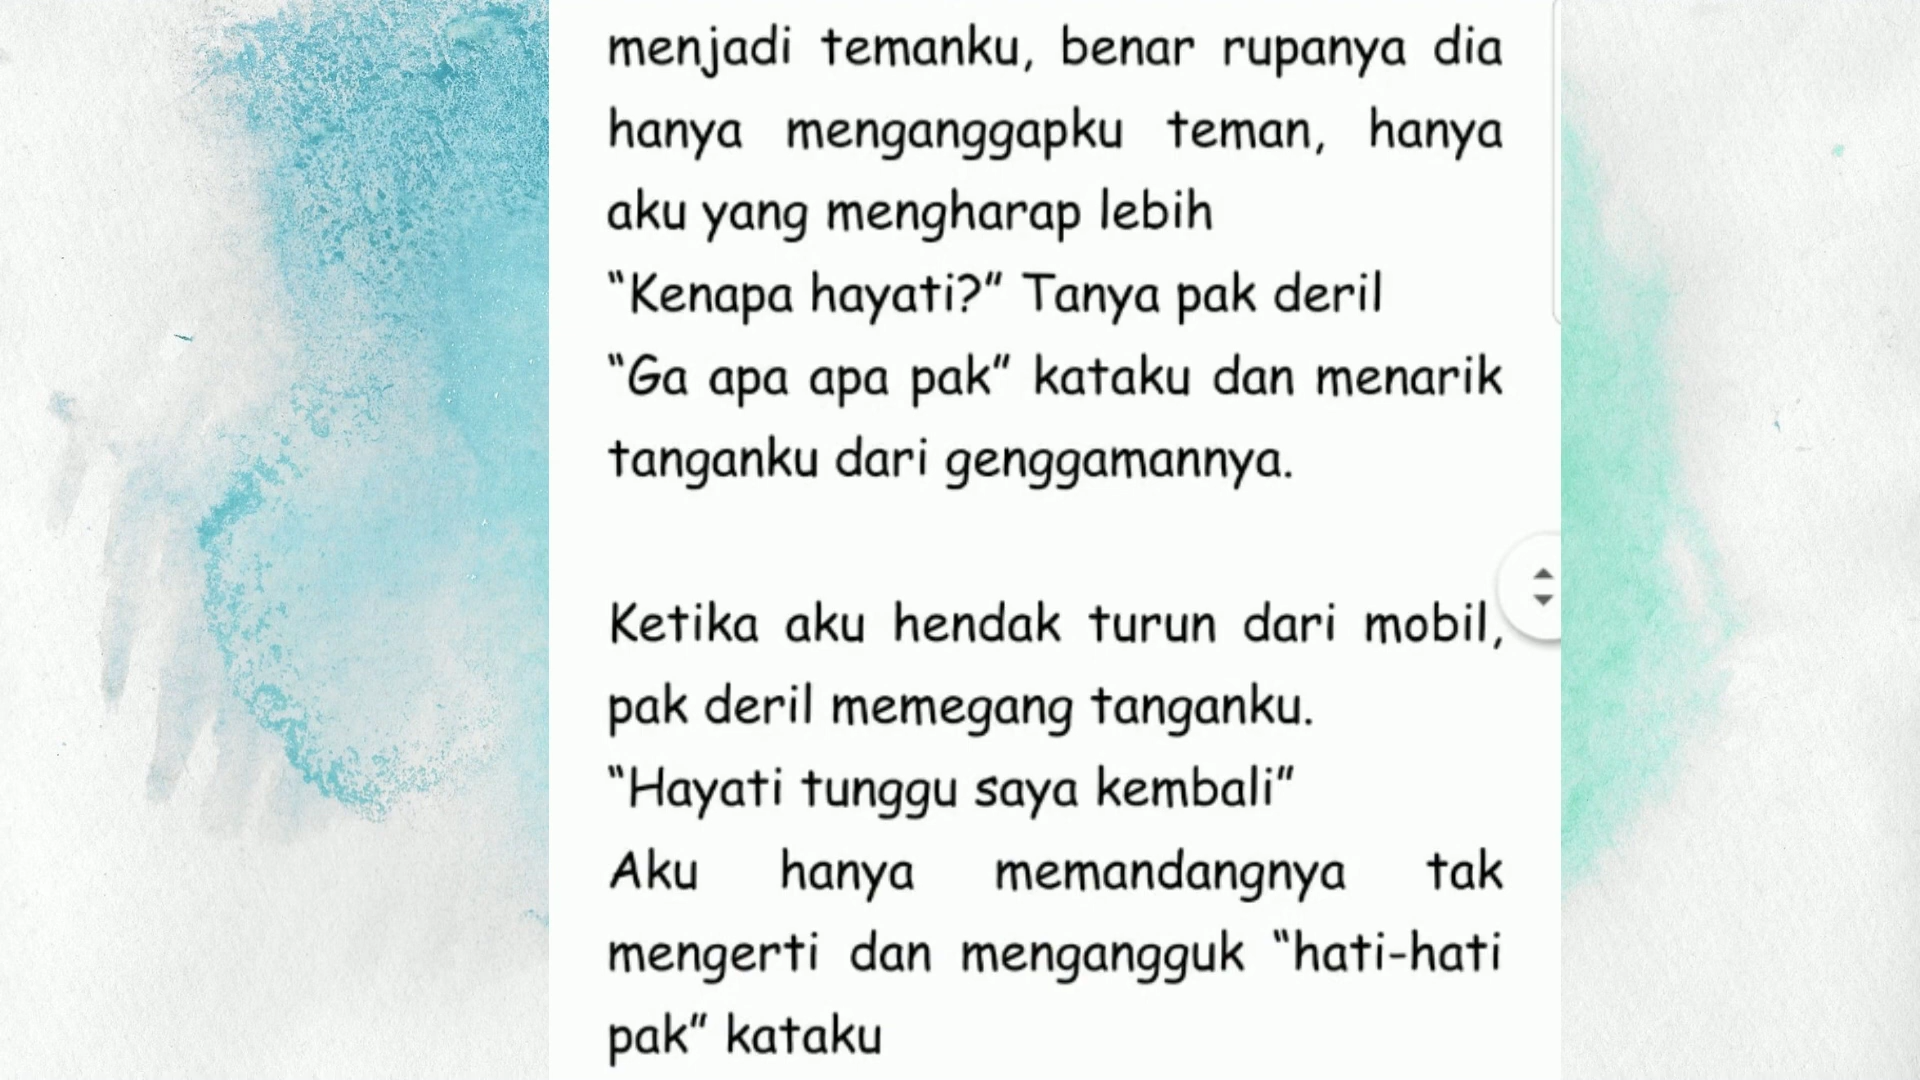 menjadi temanku, benar rupanya dia
hanya menganggapku teman, hanya
aku yang mengharap lebih
“Kenapa hayati?” Tanya pak deril
“Ga apa apa pak” kataku dan menarik
tanganku dari genggamannya.
Ketika aku hendak turun dari mobil,
pak deril memegang tanganku.
“Hayati tunggu saya kembali”
Aku hanya memandangnya tak
mengerti dan mengangguk “hati-hati
pak” kataku